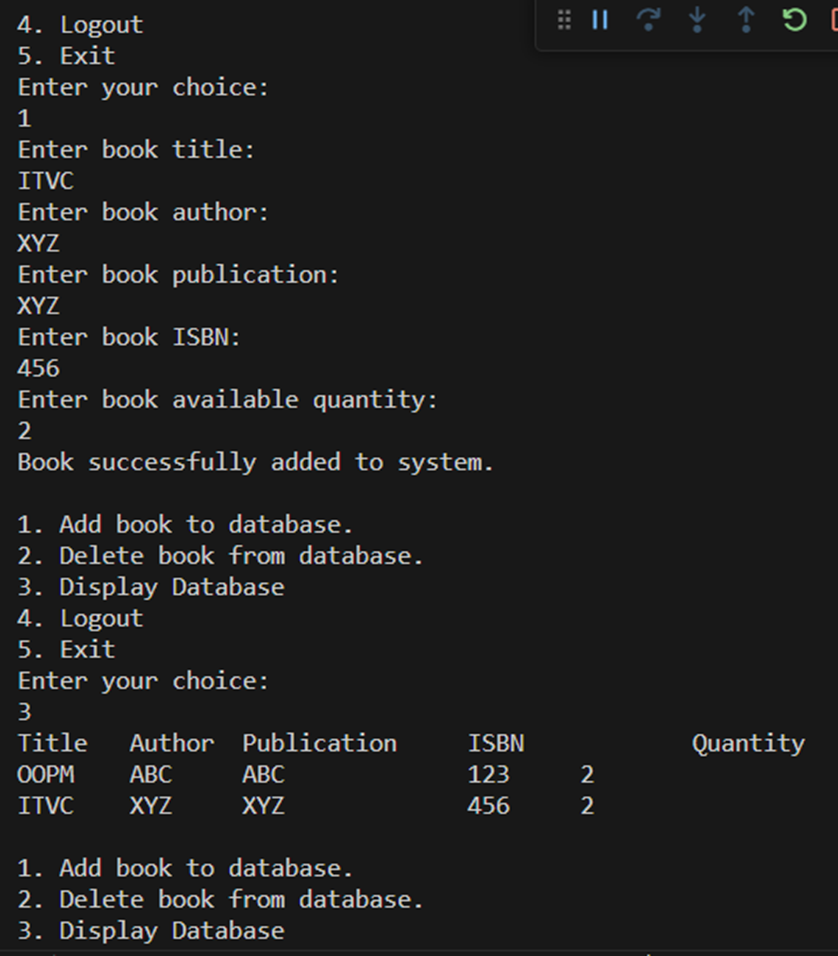 4. Logout
5. Exit
Enter your choice:
1
Enter book title:
ITVC
Enter book author:
XYZ
Enter book publication:
XYZ
Enter book ISBN:
456
Enter book available quantity:
2
Book successfully added to system.
1. Add book to database.
2. Delete book from database.
3. Display Database
4. Logout
5. Exit
Enter your choice:
3
Title Author Publication ISBN Quantity
OOPM ABC ABC 123 2
ITVC XYZ XYZ 456 2
1. Add book to database.
2. Delete book from database.
3. Display Database